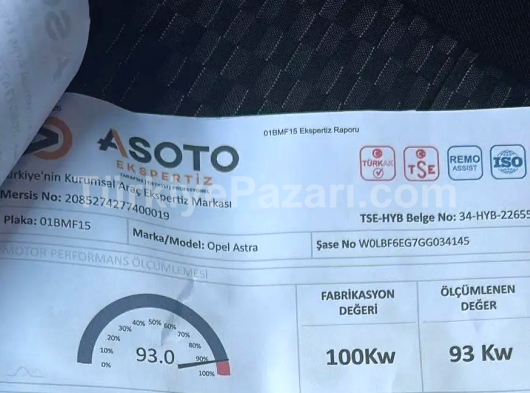 01BMF15 Ekspertiz Raporu
ASOTO
EKSPERTİZ
TÜRKAK
TSE
REMO
ASSIST
ISO
Türkiye'nin Kurumsal Araç Ekspertiz Markası
TürkiyePazari.com
Mersis No: 2085274277400019
TSE-HYB Belge No: 34-HYB-22655
Plaka: 01BMF15
Marka/Model: Opel Astra
Şase No W0LBF6EG7GG034145
MOTOR PERFORMANS ÖLÇÜMLEMESİ
FABRİKASYON
DEĞERİ
ÖLÇÜMLENEN
DEĞER
0%
10%
20%
30%
40%
50%
60%
70%
80%
90%
100%
93.0
100Kw
93 Kw